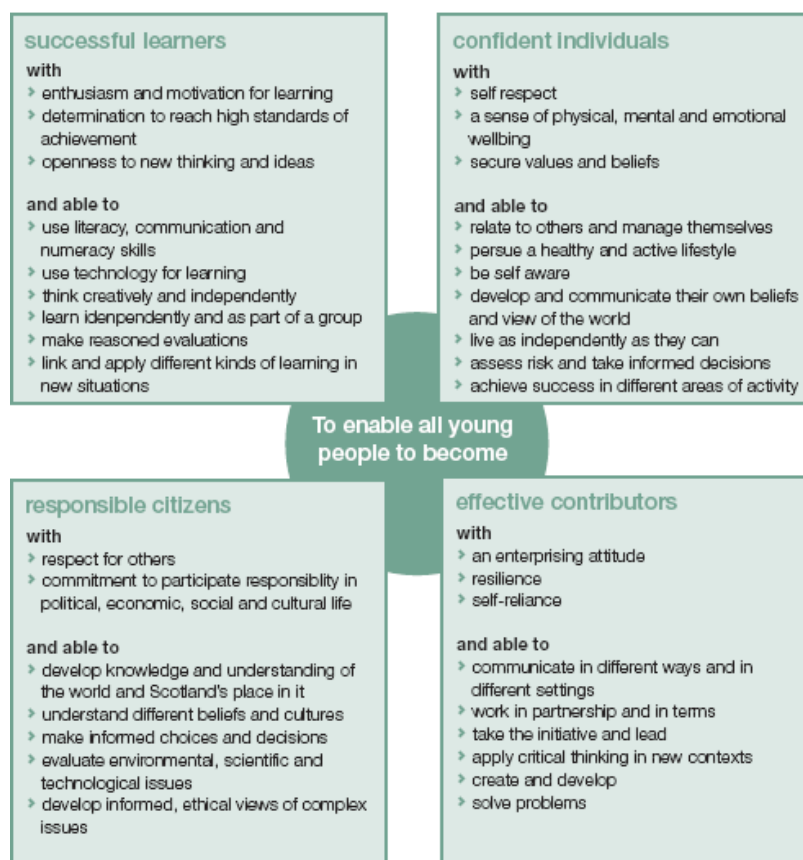 successful learners
with
› enthusiasm and motivation for learning
› determination to reach high standards of
achievement
› openness to new thinking and ideas
and able to
› use literacy, communication and
numeracy skills
› use technology for learning
› think creatively and independently
› learn idenpendently and as part of a group
› make reasoned evaluations
› link and apply different kinds of learning in
new situations
confident individuals
with
› self respect
› a sense of physical, mental and emotional
wellbing
› secure values and beliefs
and able to
› relate to others and manage themselves
› persue a healthy and active lifestyle
› be self aware
› develop and communicate their own beliefs
and view of the world
› live as independently as they can
› assess risk and take informed decisions
› achieve success in different areas of activity
To enable all young
people to become
responsible citizens
with
› respect for others
› commitment to participate responsiblity in
political, economic, social and cultural life
and able to
› develop knowledge and understanding of
the world and Scotland's place in it
› understand different beliefs and cultures
› make informed choices and decisions
› evaluate environmental, scientific and
technological issues
› develop informed, ethical views of complex
issues
effective contributors
with
› an enterprising attitude
› resilience
› self-reliance
and able to
› communicate in different ways and in
different settings
› work in partnership and in terms
› take the initiative and lead
› apply critical thinking in new contexts
› create and develop
› solve problems